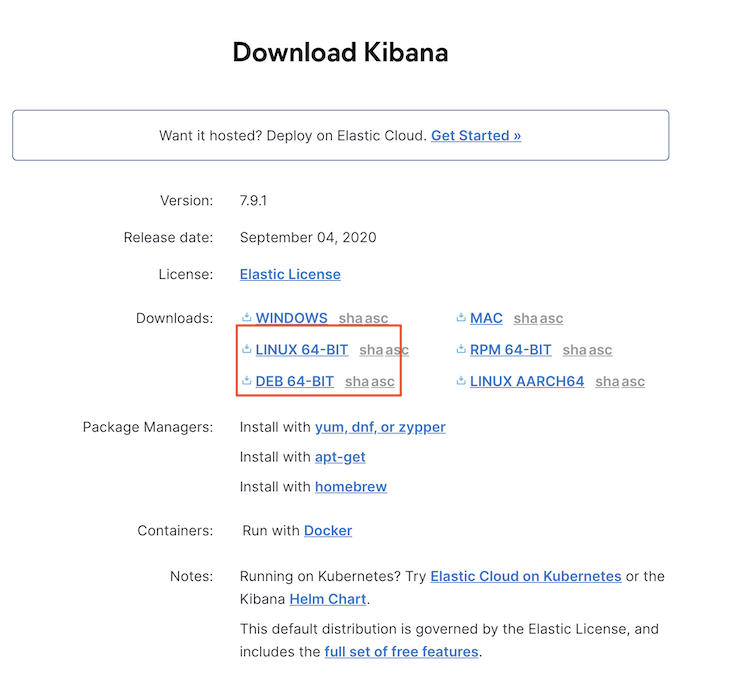 Download Kibana
Want it hosted? Deploy on Elastic Cloud. Get Started »
Version: 7.9.1
Release date: September 04, 2020
License: Elastic License
Downloads: WINDOWS sha asc MAC sha asc
LINUX 64-BIT sha asc RPM 64-BIT sha asc
DEB 64-BIT sha asc LINUX AARCH64 sha asc
Package Managers: Install with yum, dnf, or zypper
Install with apt-get
Install with homebrew
Containers: Run with Docker
Notes: Running on Kubernetes? Try Elastic Cloud on Kubernetes or the
Kibana Helm Chart.
This default distribution is governed by the Elastic License, and
includes the full set of free features.